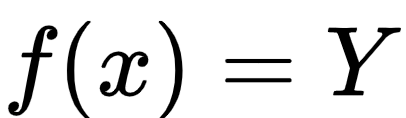 f(x) = Y